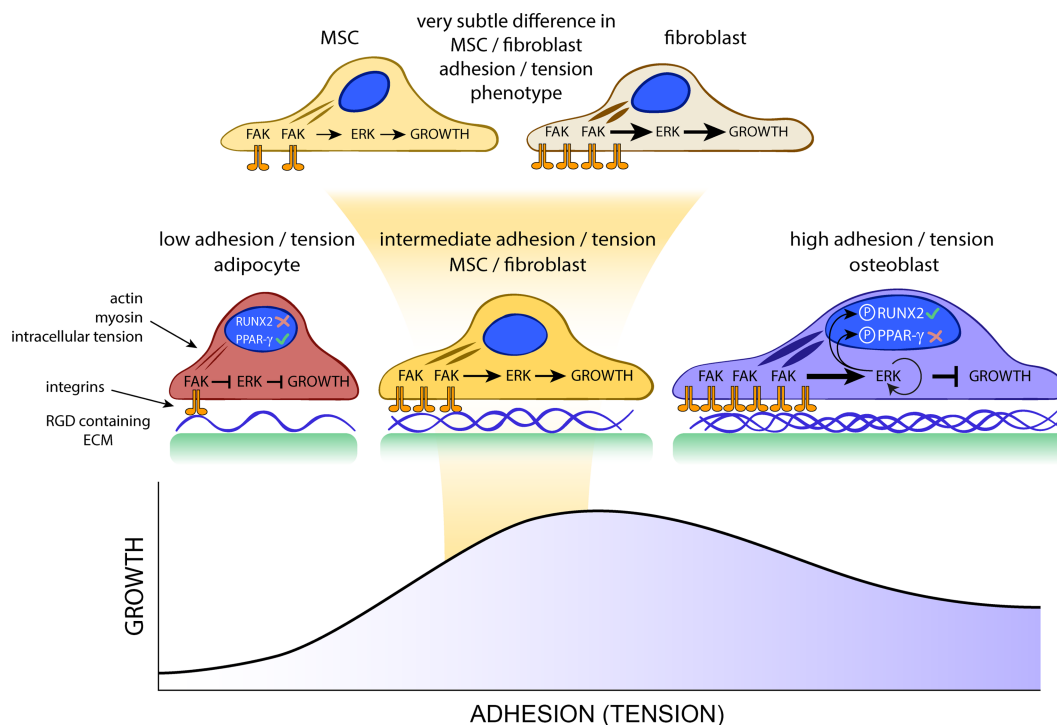 MSC
very subtle difference in
MSC / fibroblast
adhesion / tension
phenotype
fibroblast
FAK FAK ERK GROWTH
FAK FAK ERK GROWTH
low adhesion / tension
adipocyte
intermediate adhesion / tension
MSC / fibroblast
high adhesion / tension
osteoblast
actin
myosin
intracellular tension
integrins
RGD containing
ECM
RUNX2
PPAR-γ
FAK ERK GROWTH
FAK FAK ERK GROWTH
P RUNX2
P PPAR-γ
FAK FAK FAK ERK GROWTH
GROWTH
ADHESION (TENSION)